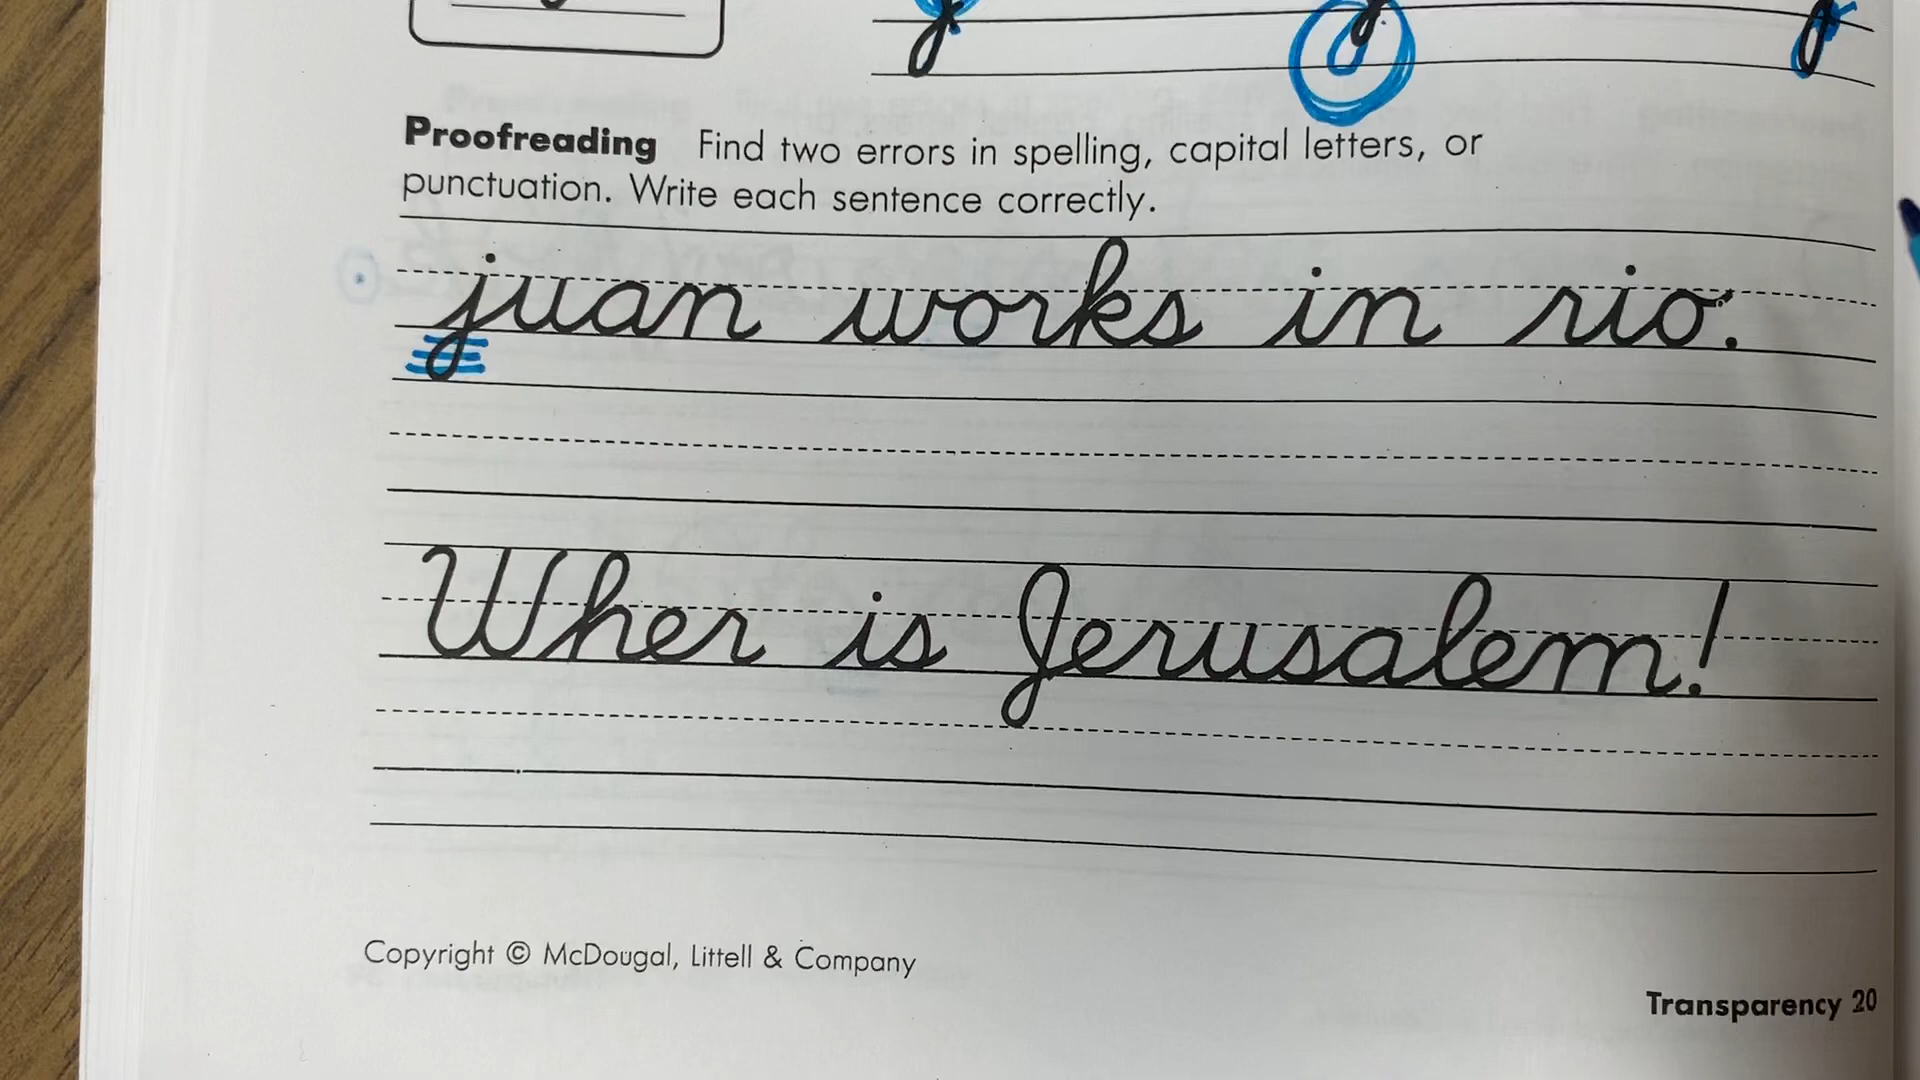 Proofreading Find two errors in spelling, capital letters, or
punctuation. Write each sentence correctly.
juan works in rio.
Wher is Jerusalem!
Copyright © McDougal, Littell & Company
Transparency 20